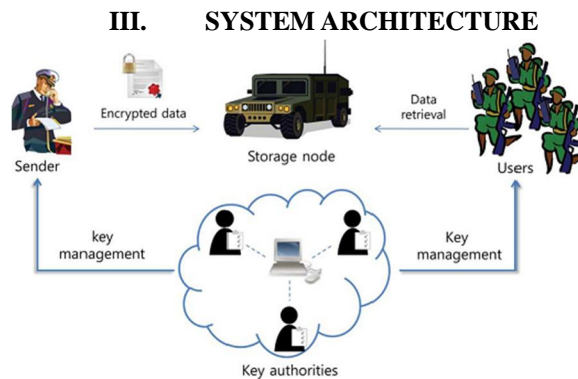 III. SYSTEM ARCHITECTURE
Encrypted data
Data
retrieval
Storage node
Sender
Users
key
management
Key
management
Key authorities